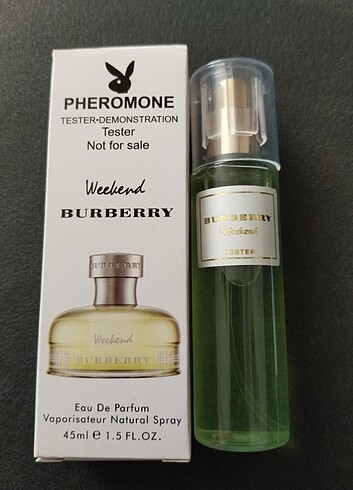 PHEROMONE
TESTER•DEMONSTRATION
Tester
Not for sale
Weekend
BURBERRY
BURBERRY
Weekend
BURBERRY
Eau De Parfum
Vaporisateur Natural Spray
45ml ℮ 1.5 FL.OZ.
BURBERRY
Weekend
TESTER